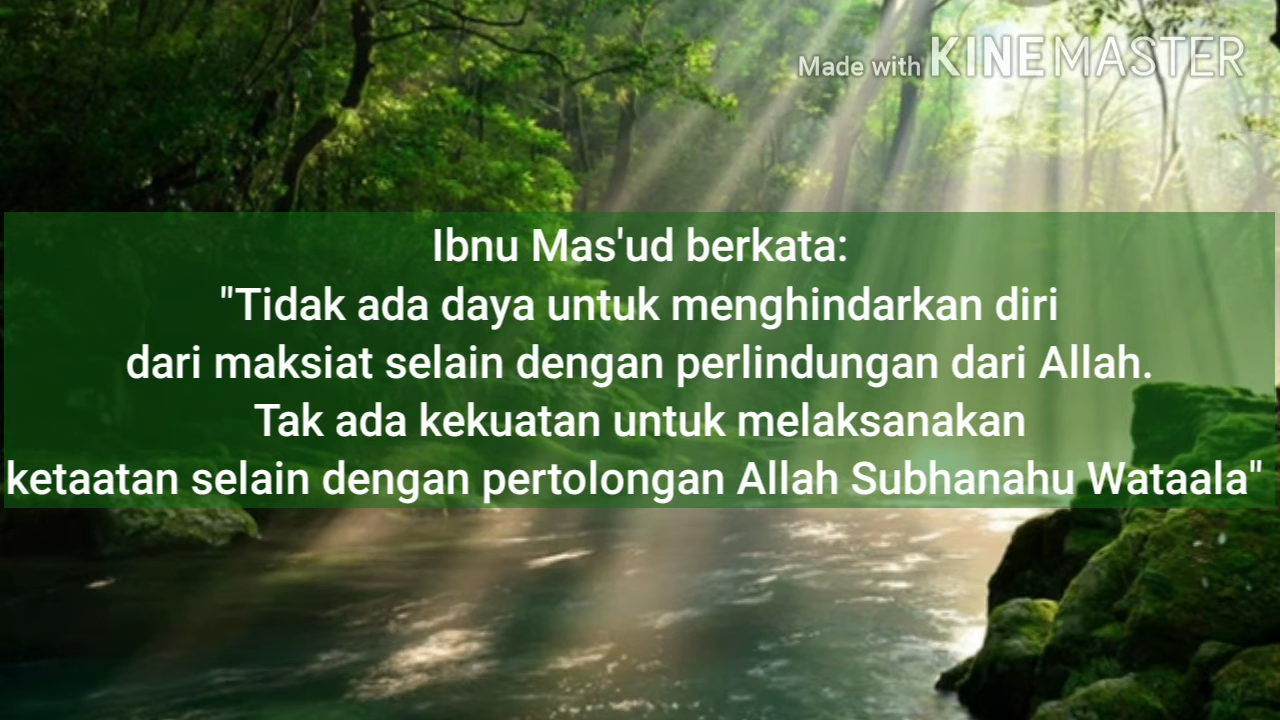 Made with KINEMASTER
Ibnu Mas'ud berkata:
"Tidak ada daya untuk menghindarkan diri
dari maksiat selain dengan perlindungan dari Allah.
Tak ada kekuatan untuk melaksanakan
ketaatan selain dengan pertolongan Allah Subhanahu Wataala"